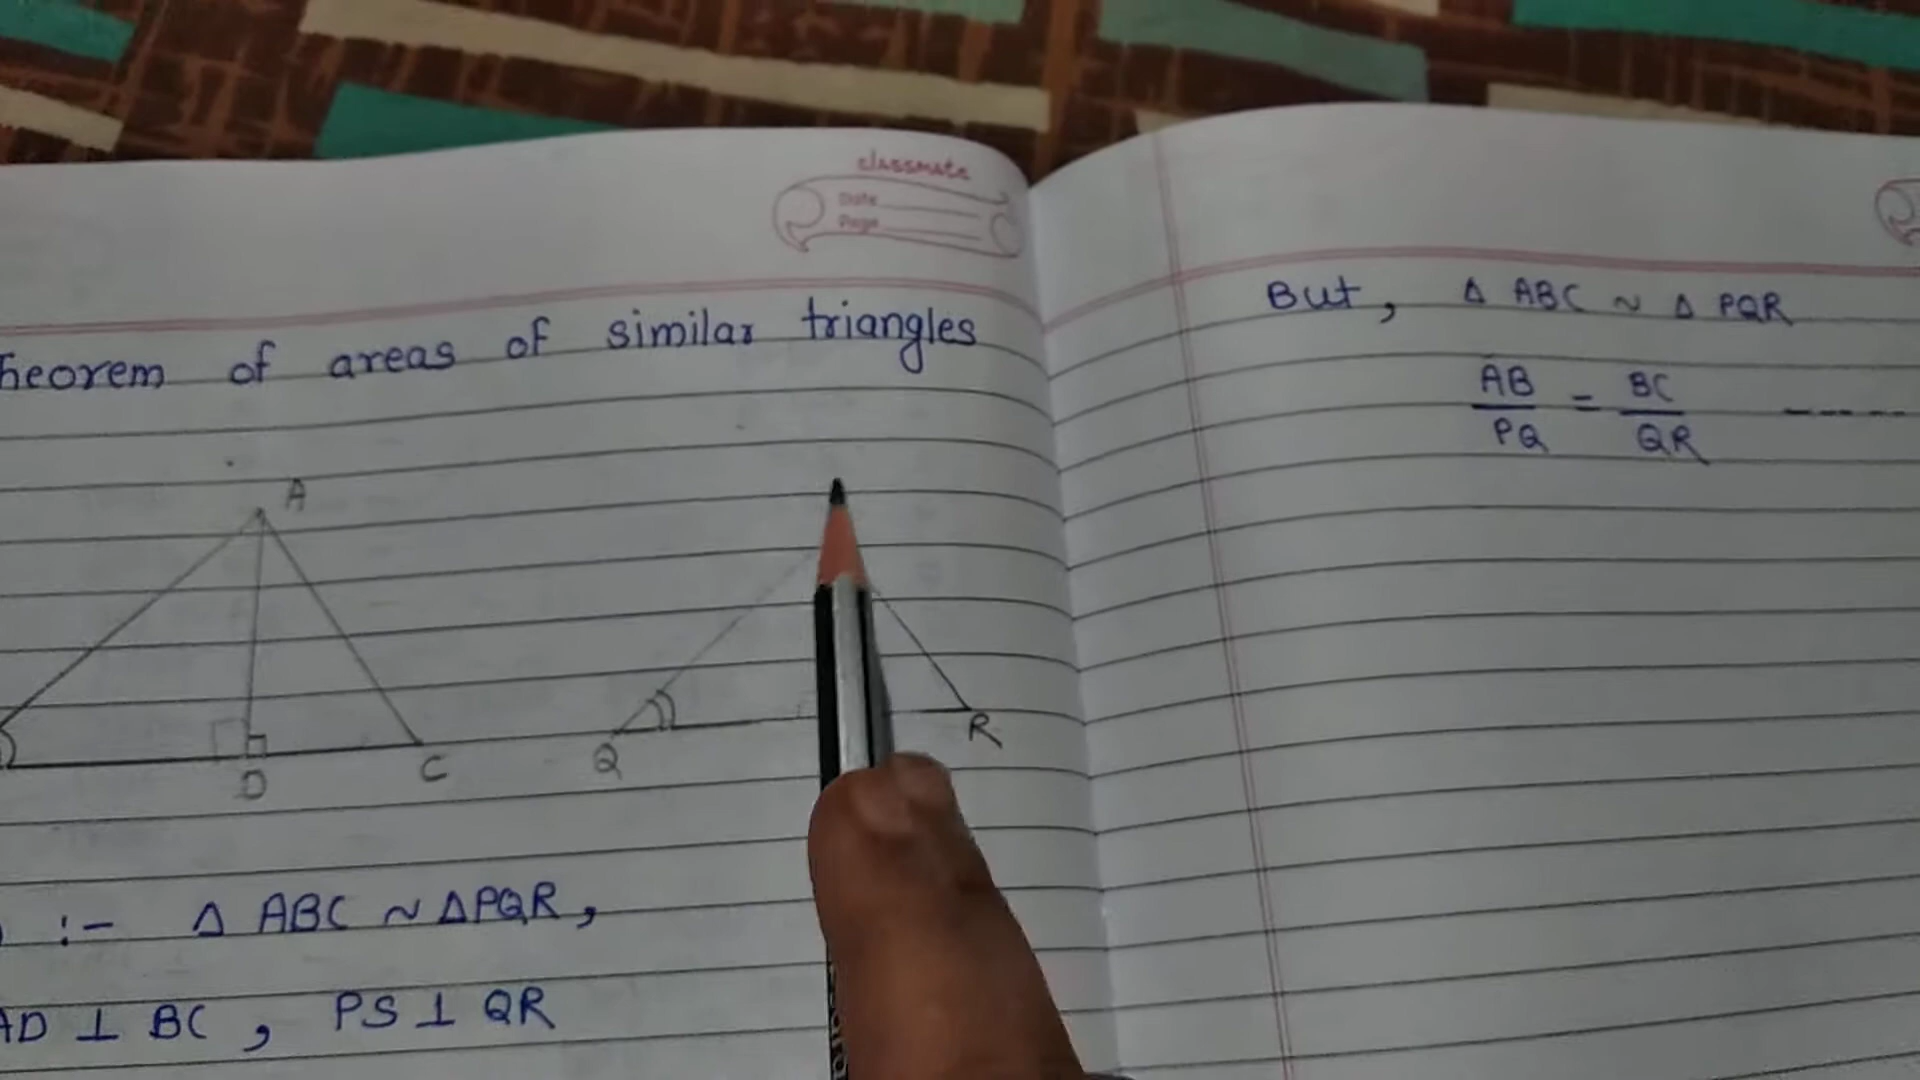 classmate
Date
Page
heorem of areas of similar triangles
A
D
C
Q
R
:- Δ ABC ~ Δ PQR,
AD ⊥ BC , PS ⊥ QR
But, Δ ABC ~ Δ PQR
AB/PQ = BC/QR -----